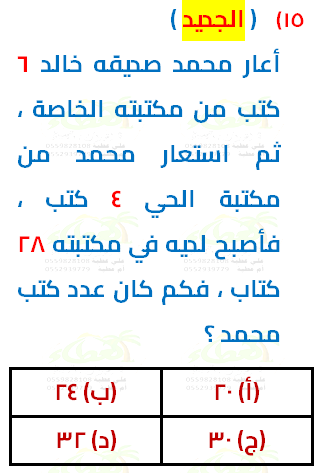 ١٥) ( الجديد )
أعار محمد صديقه خالد ٦
كتب من مكتبته الخاصة ،
ثم استعار محمد من
مكتبة الحي ٤ كتب ،
فأصبح لديه في مكتبته ٢٨
كتاب ، فكم كان عدد كتب
محمد ؟
(أ) ٢٠ (ب) ٢٤
(ج) ٣٠ (د) ٣٢